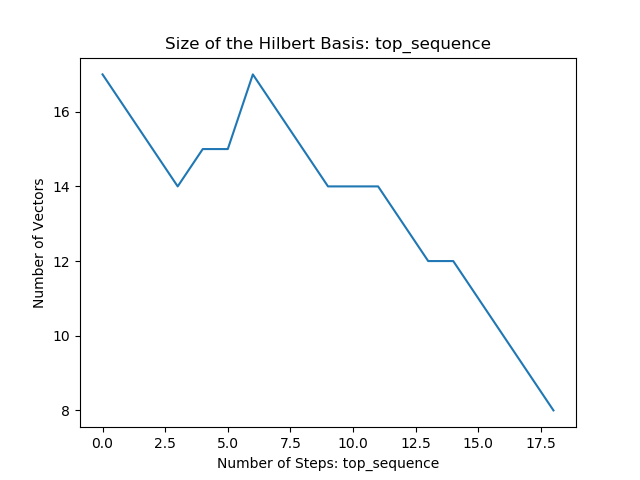 Size of the Hilbert Basis: top_sequence
16
14
12
10
8
Number of Vectors
0.0 2.5 5.0 7.5 10.0 12.5 15.0 17.5
Number of Steps: top_sequence